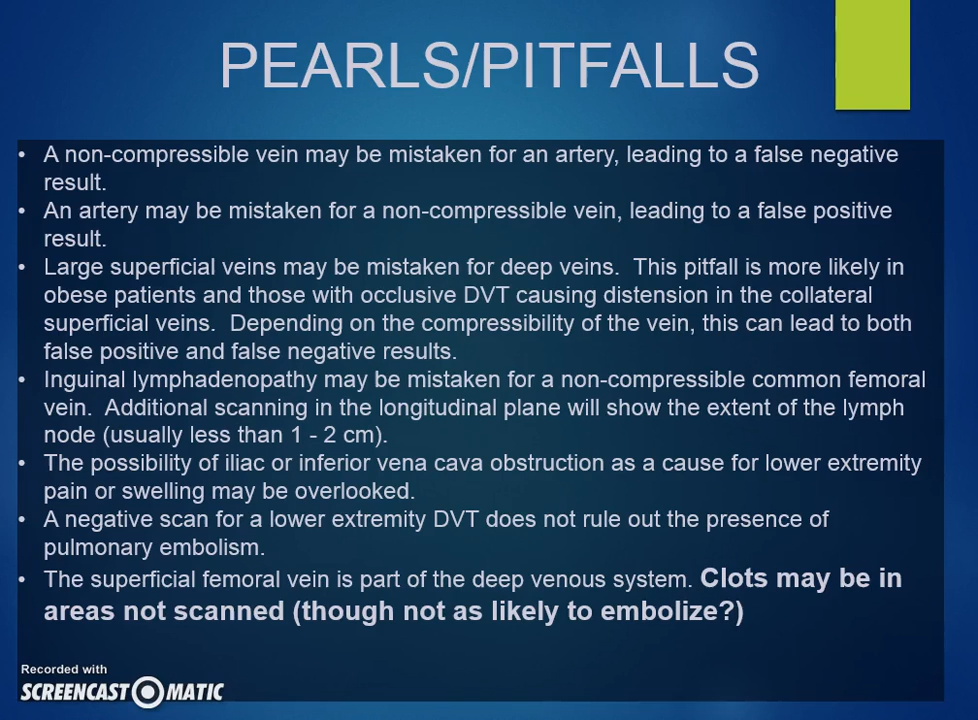 PEARLS/PITFALLS
• A non-compressible vein may be mistaken for an artery, leading to a false negative
result.
• An artery may be mistaken for a non-compressible vein, leading to a false positive
result.
• Large superficial veins may be mistaken for deep veins.  This pitfall is more likely in
obese patients and those with occlusive DVT causing distension in the collateral
superficial veins.  Depending on the compressibility of the vein, this can lead to both
false positive and false negative results.
• Inguinal lymphadenopathy may be mistaken for a non-compressible common femoral
vein.  Additional scanning in the longitudinal plane will show the extent of the lymph
node (usually less than 1 - 2 cm).
• The possibility of iliac or inferior vena cava obstruction as a cause for lower extremity
pain or swelling may be overlooked.
• A negative scan for a lower extremity DVT does not rule out the presence of
pulmonary embolism.
• The superficial femoral vein is part of the deep venous system. Clots may be in
areas not scanned (though not as likely to embolize?)
Recorded with
SCREENCAST O MATIC